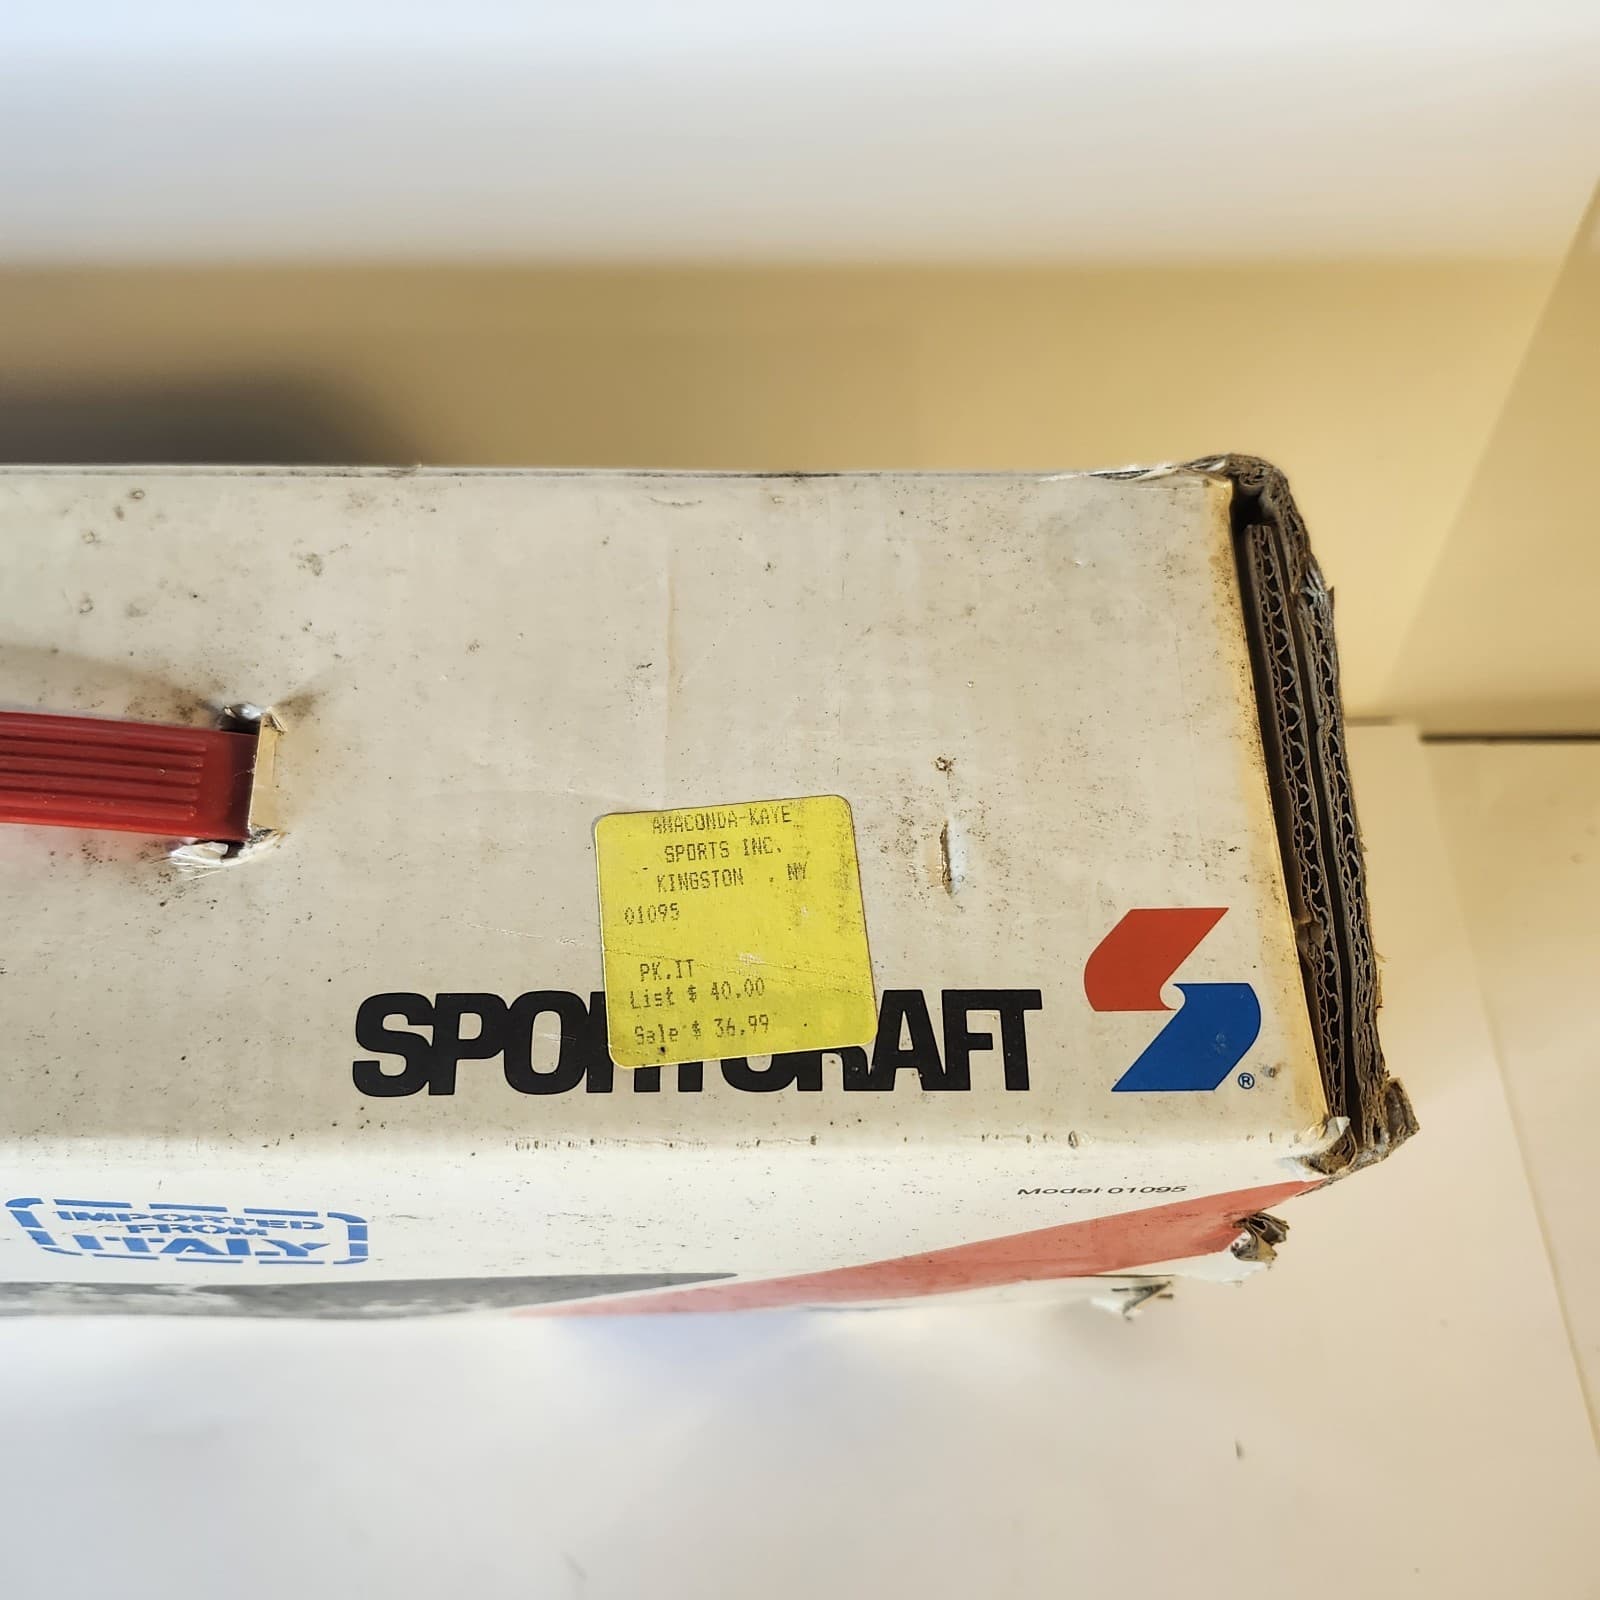 ANACONDA-KAYE
SPORTS INC.
KINGSTON , NY
01095
PK.IT
List $ 40.00
Sale $ 36.99
SPORTCRAFT
®
Model 01095
IMPORTED
FROM
ITALY